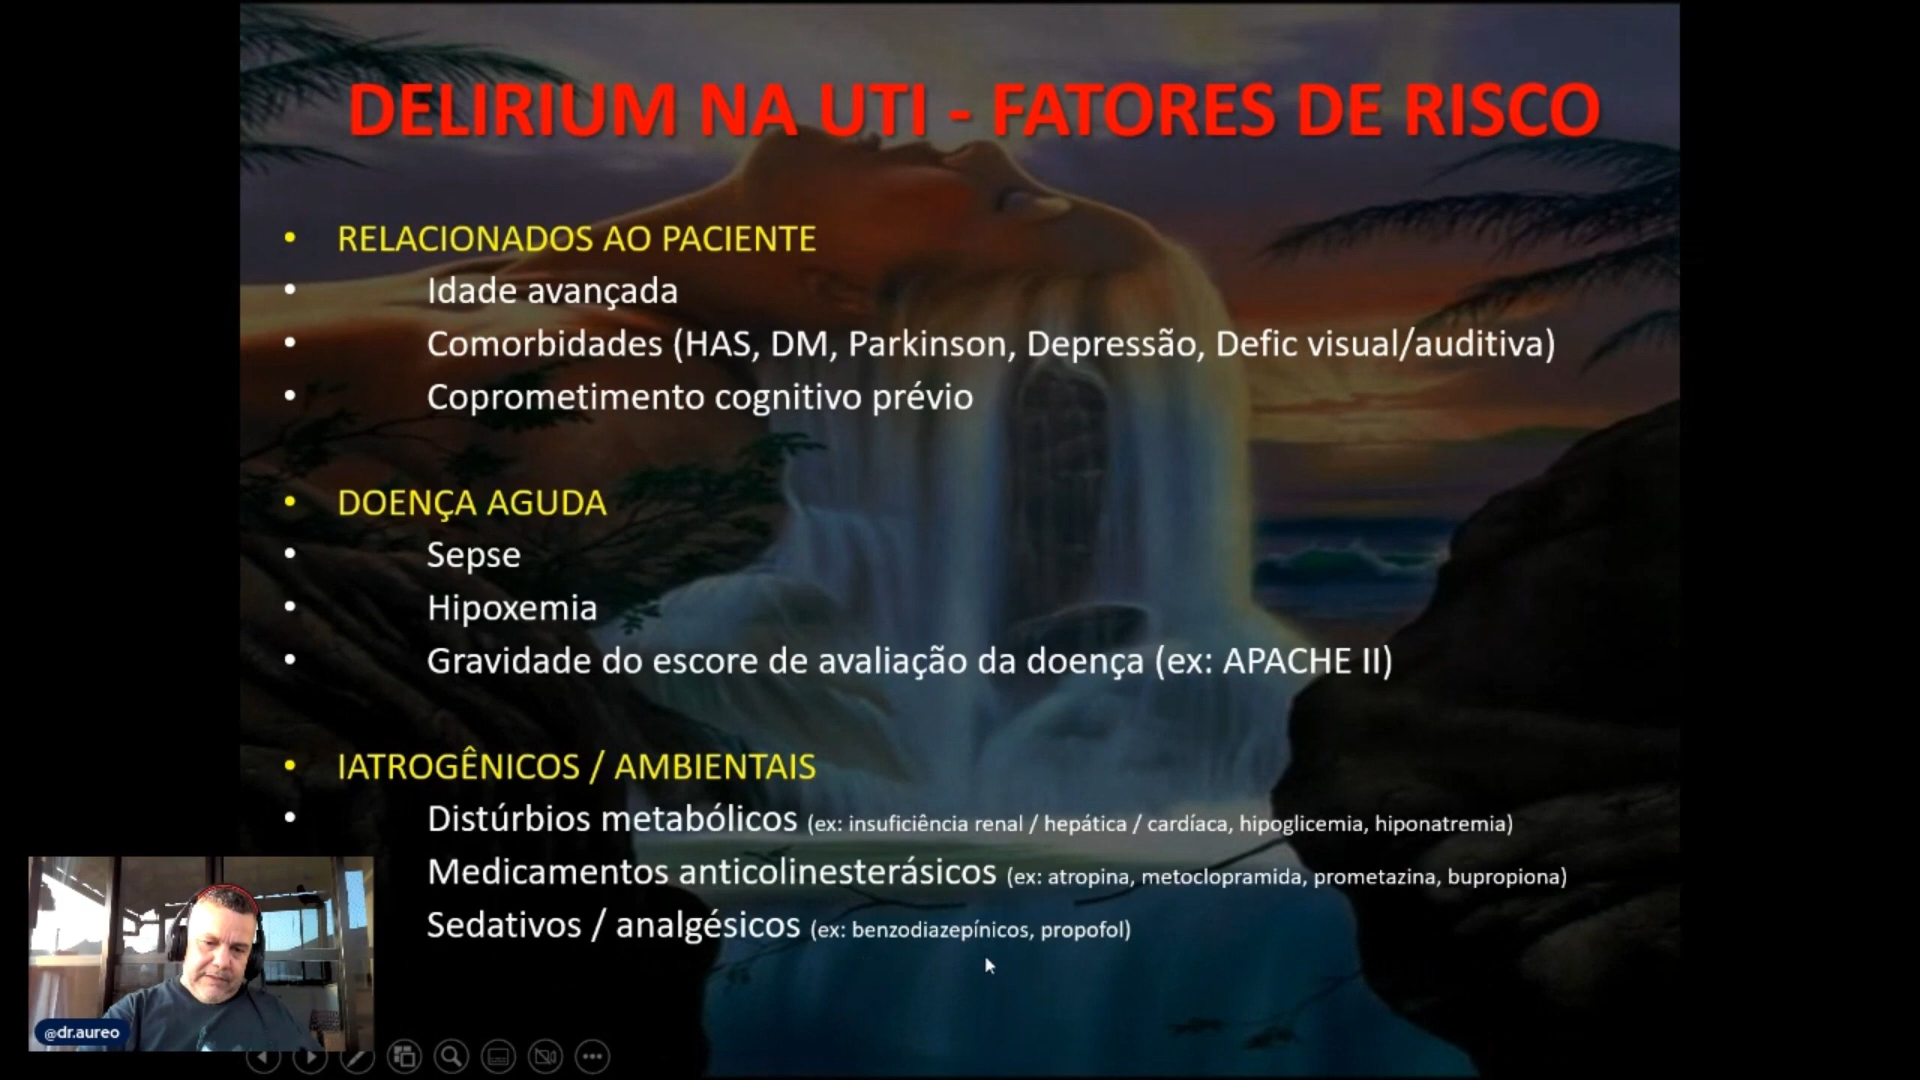 DELIRIUM NA UTI - FATORES DE RISCO
• RELACIONADOS AO PACIENTE
• Idade avançada
• Comorbidades (HAS, DM, Parkinson, Depressão, Defic visual/auditiva)
• Coprometimento cognitivo prévio
• DOENÇA AGUDA
• Sepse
• Hipoxemia
• Gravidade do escore de avaliação da doença (ex: APACHE II)
• IATROGÊNICOS / AMBIENTAIS
• Distúrbios metabólicos (ex: insuficiência renal / hepática / cardíaca, hipoglicemia, hiponatremia)
Medicamentos anticolinesterásicos (ex: atropina, metoclopramida, prometazina, bupropiona)
Sedativos / analgésicos (ex: benzodiazepínicos, propofol)
@dr.aureo